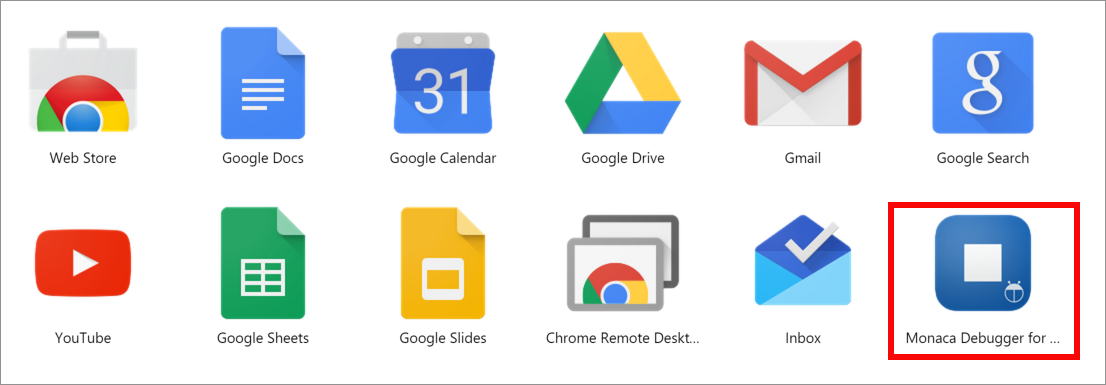 31
g
Web Store
Google Docs
Google Calendar
Google Drive
Gmail
Google Search
YouTube
Google Sheets
Google Slides
Chrome Remote Deskt...
Inbox
Monaca Debugger for ...